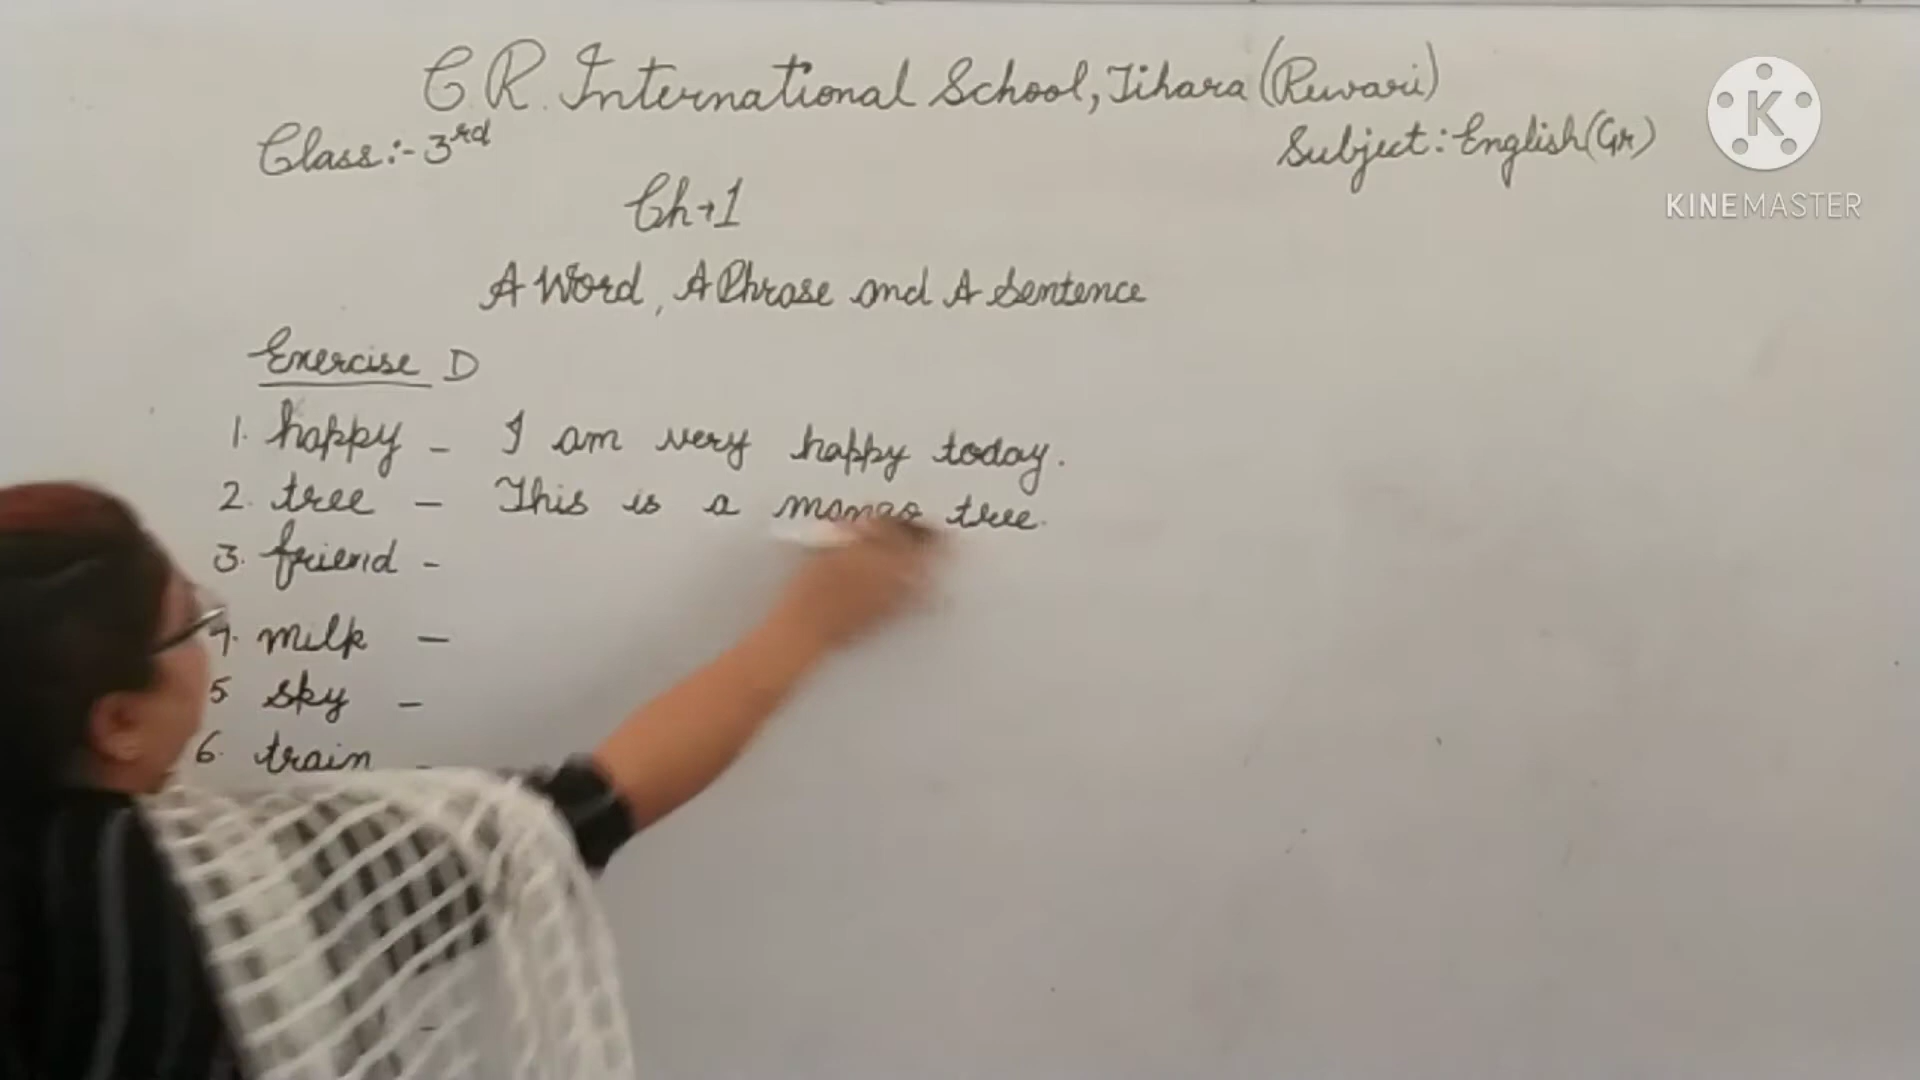 C.R. International School, Jihara (Rewari)
Class:- 3rd
Subject: English (Gr)
K
KINEMASTER
Ch→1
A Word, A Phrase and A Sentence
Exercise D
1. happy - I am very happy today.
2. tree - This is a mango tree.
3. friend -
4. milk -
5 sky -
6. train -